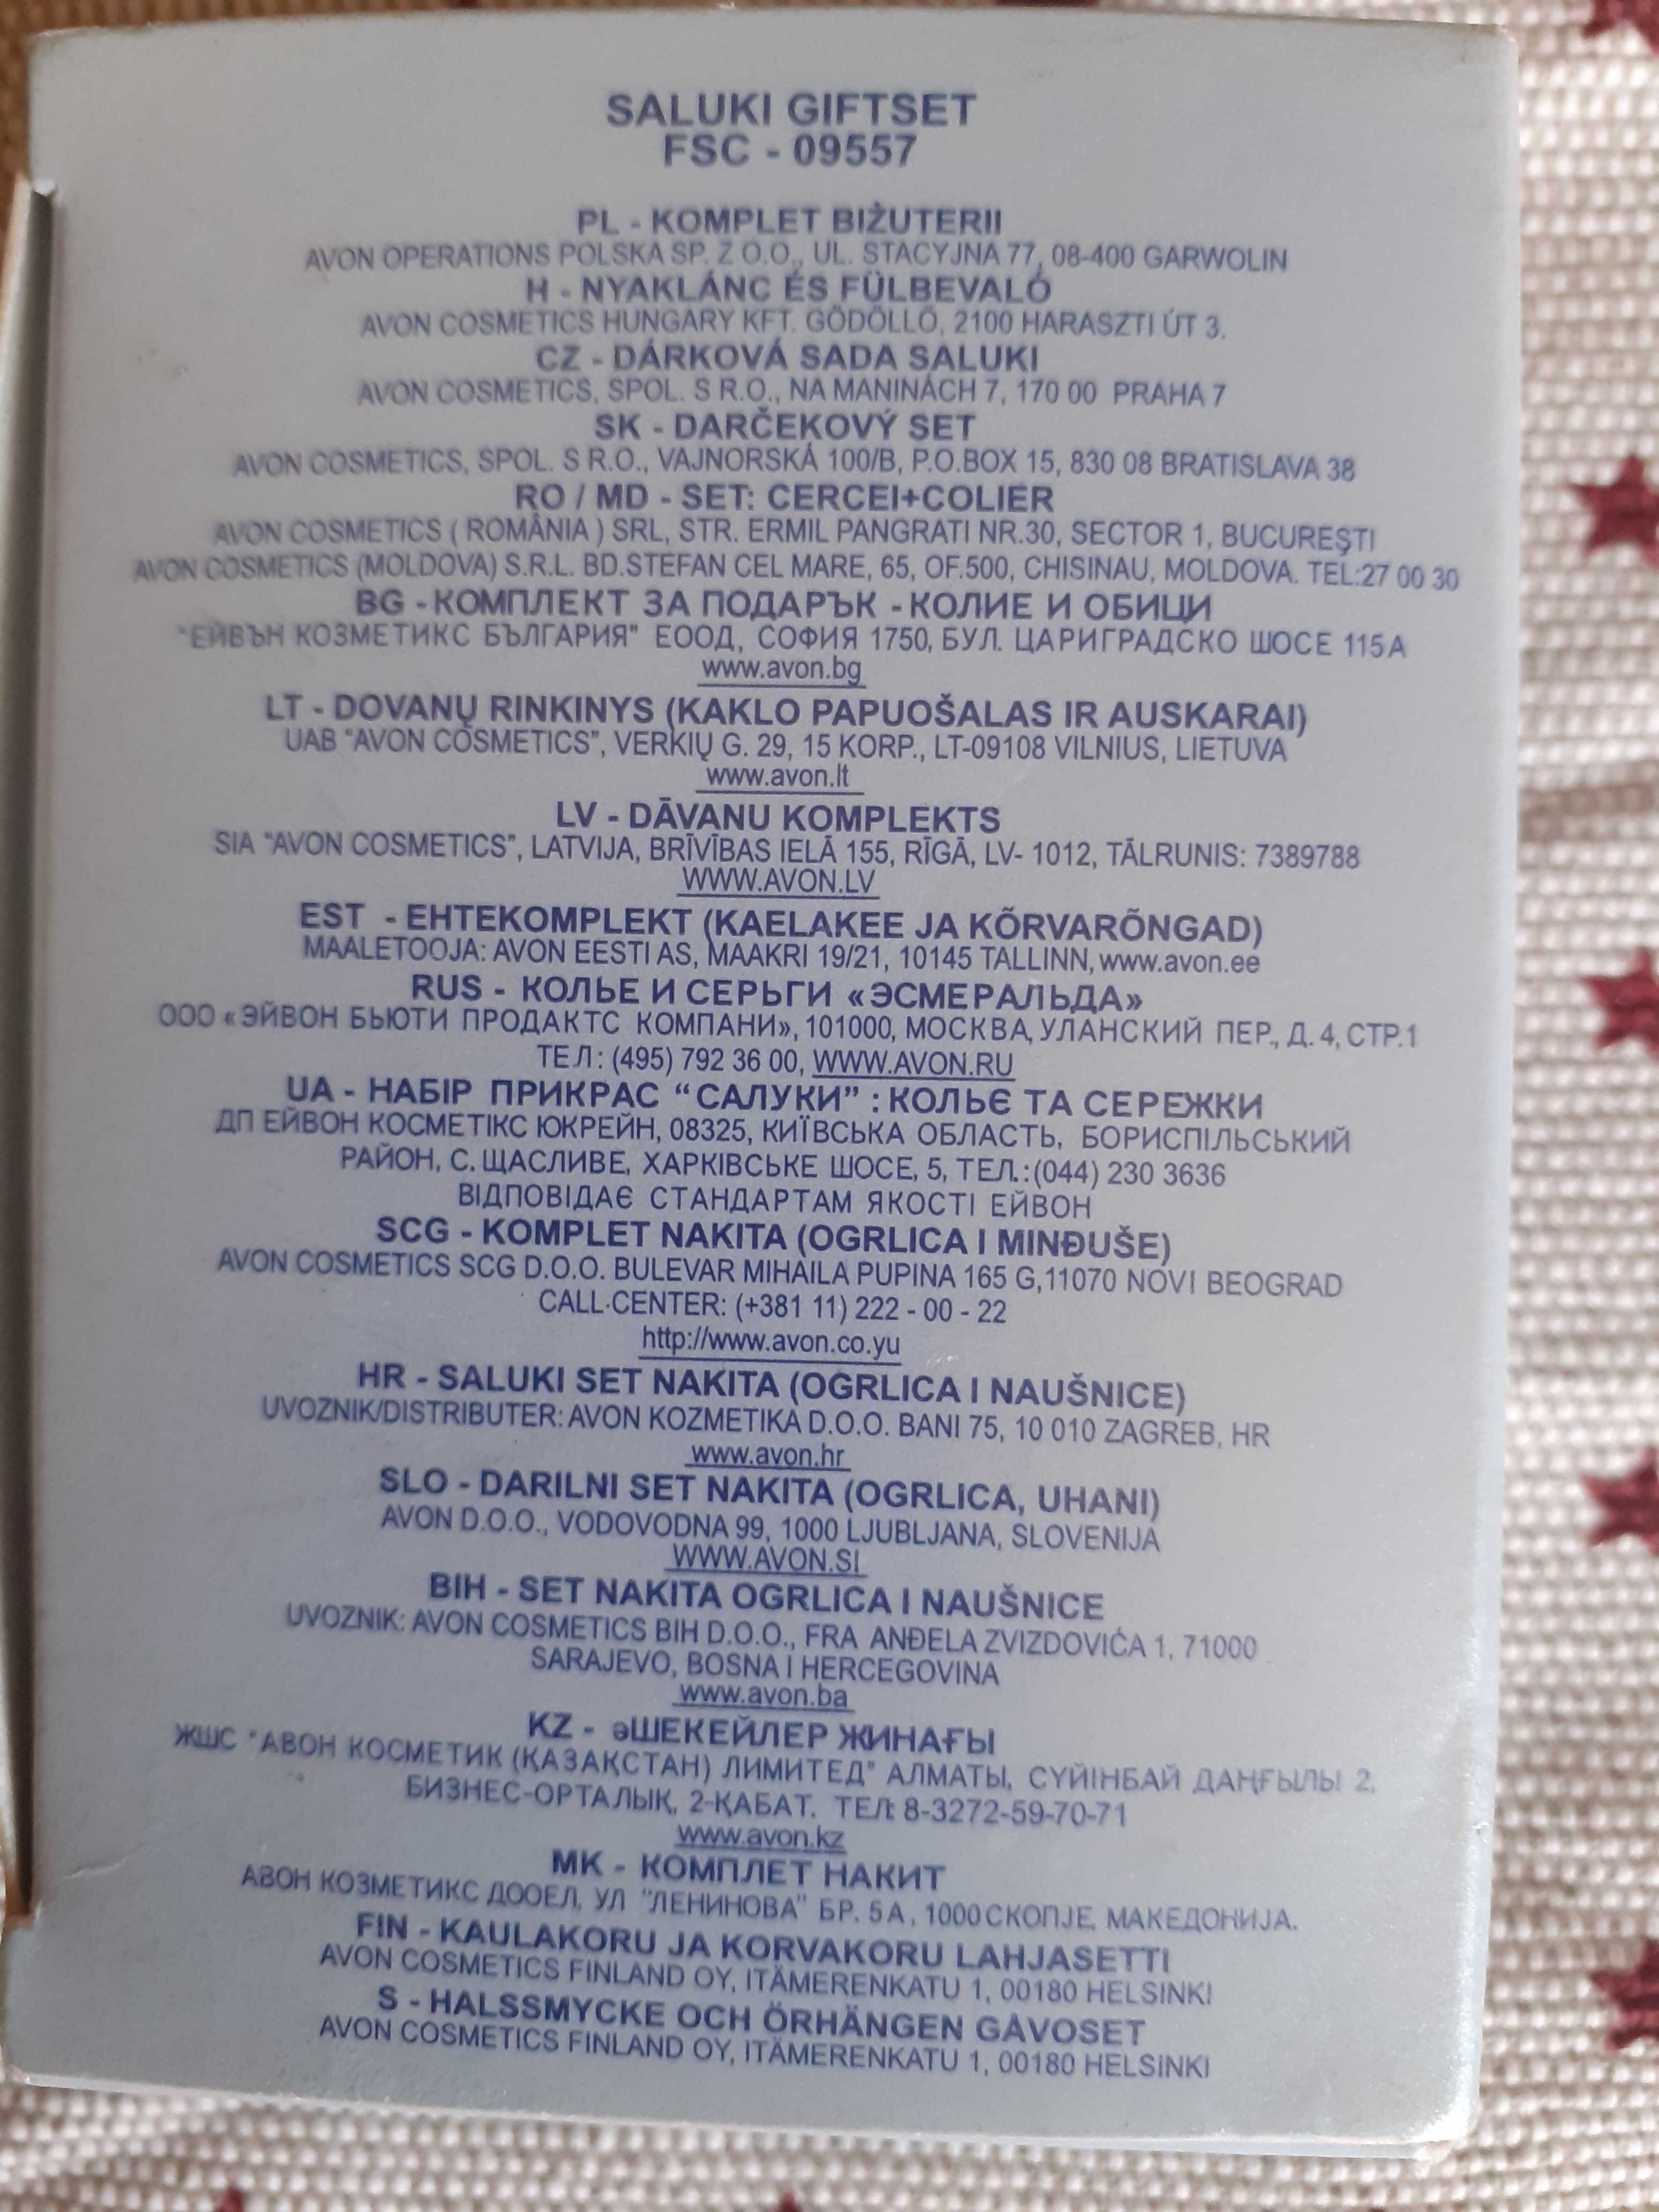 SALUKI GIFTSET
FSC - 09557
PL - KOMPLET BIŻUTERII
AVON OPERATIONS POLSKA SP. Z O.O., UL. STACYJNA 77, 08-400 GARWOLIN
H - NYAKLÁNC ÉS FÜLBEVALÓ
AVON COSMETICS HUNGARY KFT. GÖDÖLLŐ, 2100 HARASZTI ÚT 3.
CZ - DÁRKOVÁ SADA SALUKI
AVON COSMETICS, SPOL. S R.O., NA MANINÁCH 7, 170 00 PRAHA 7
SK - DARČEKOVÝ SET
AVON COSMETICS, SPOL. S R.O., VAJNORSKÁ 100/B, P.O.BOX 15, 830 08 BRATISLAVA 38
RO / MD - SET: CERCEI+COLIER
AVON COSMETICS ( ROMÂNIA ) SRL, STR. ERMIL PANGRATI NR.30, SECTOR 1, BUCUREŞTI
AVON COSMETICS (MOLDOVA) S.R.L. BD.STEFAN CEL MARE, 65, OF.500, CHISINAU, MOLDOVA. TEL:27 00 30
BG - КОМПЛЕКТ ЗА ПОДАРЪК - КОЛИЕ И ОБИЦИ
"ЕЙВЪН КОЗМЕТИКС БЪЛГАРИЯ" ЕООД, СОФИЯ 1750, БУЛ. ЦАРИГРАДСКО ШОСЕ 115А
www.avon.bg
LT - DOVANŲ RINKINYS (KAKLO PAPUOŠALAS IR AUSKARAI)
UAB "AVON COSMETICS", VERKIŲ G. 29, 15 KORP., LT-09108 VILNIUS, LIETUVA
www.avon.lt
LV - DĀVANU KOMPLEKTS
SIA "AVON COSMETICS", LATVIJA, BRĪVĪBAS IELĀ 155, RĪGĀ, LV- 1012, TĀLRUNIS: 7389788
WWW.AVON.LV
EST - EHTEKOMPLEKT (KAELAKEE JA KÕRVARÕNGAD)
MAALETOOJA: AVON EESTI AS, MAAKRI 19/21, 10145 TALLINN, www.avon.ee
RUS - КОЛЬЕ И СЕРЬГИ «ЭСМЕРАЛЬДА»
ООО «ЭЙВОН БЬЮТИ ПРОДАКТС КОМПАНИ», 101000, МОСКВА, УЛАНСКИЙ ПЕР., Д. 4, СТР.1
ТЕЛ: (495) 792 36 00, WWW.AVON.RU
UA - НАБІР ПРИКРАС “САЛУКИ” : КОЛЬЄ ТА СЕРЕЖКИ
ДП ЕЙВОН КОСМЕТІКС ЮКРЕЙН, 08325, КИЇВСЬКА ОБЛАСТЬ, БОРИСПІЛЬСЬКИЙ
РАЙОН, С. ЩАСЛИВЕ, ХАРКІВСЬКЕ ШОСЕ, 5, ТЕЛ.:(044) 230 3636
ВІДПОВІДАЄ СТАНДАРТАМ ЯКОСТІ ЕЙВОН
SCG - KOMPLET NAKITA (OGRLICA I MINĐUŠE)
AVON COSMETICS SCG D.O.O. BULEVAR MIHAILA PUPINA 165 G,11070 NOVI BEOGRAD
CALL·CENTER: (+381 11) 222 - 00 - 22
http://www.avon.co.yu
HR - SALUKI SET NAKITA (OGRLICA I NAUŠNICE)
UVOZNIK/DISTRIBUTER: AVON KOZMETIKA D.O.O. BANI 75, 10 010 ZAGREB, HR
www.avon.hr
SLO - DARILNI SET NAKITA (OGRLICA, UHANI)
AVON D.O.O., VODOVODNA 99, 1000 LJUBLJANA, SLOVENIJA
WWW.AVON.SI
BIH - SET NAKITA OGRLICA I NAUŠNICE
UVOZNIK: AVON COSMETICS BIH D.O.O., FRA ANĐELA ZVIZDOVIĆA 1, 71000
SARAJEVO, BOSNA I HERCEGOVINA
www.avon.ba
KZ - әШЕКЕЙЛЕР ЖИНАҒЫ
ЖШС "АВОН КОСМЕТИК (ҚАЗАҚСТАН) ЛИМИТЕД" АЛМАТЫ, СҮЙІНБАЙ ДАҢҒЫЛЫ 2,
БИЗНЕС-ОРТАЛЫҚ, 2-ҚАБАТ. ТЕЛ: 8-3272-59-70-71
www.avon.kz
MK - КОМПЛЕТ НАКИТ
АВОН КОЗМЕТИКС ДООЕЛ, УЛ "ЛЕНИНОВА" БР. 5А, 1000 СКОПЈЕ, МАКЕДОНИЈА.
FIN - KAULAKORU JA KORVAKORU LAHJASETTI
AVON COSMETICS FINLAND OY, ITÄMERENKATU 1, 00180 HELSINKI
S - HALSSMYCKE OCH ÖRHÄNGEN GÅVOSET
AVON COSMETICS FINLAND OY, ITÄMERENKATU 1, 00180 HELSINKI